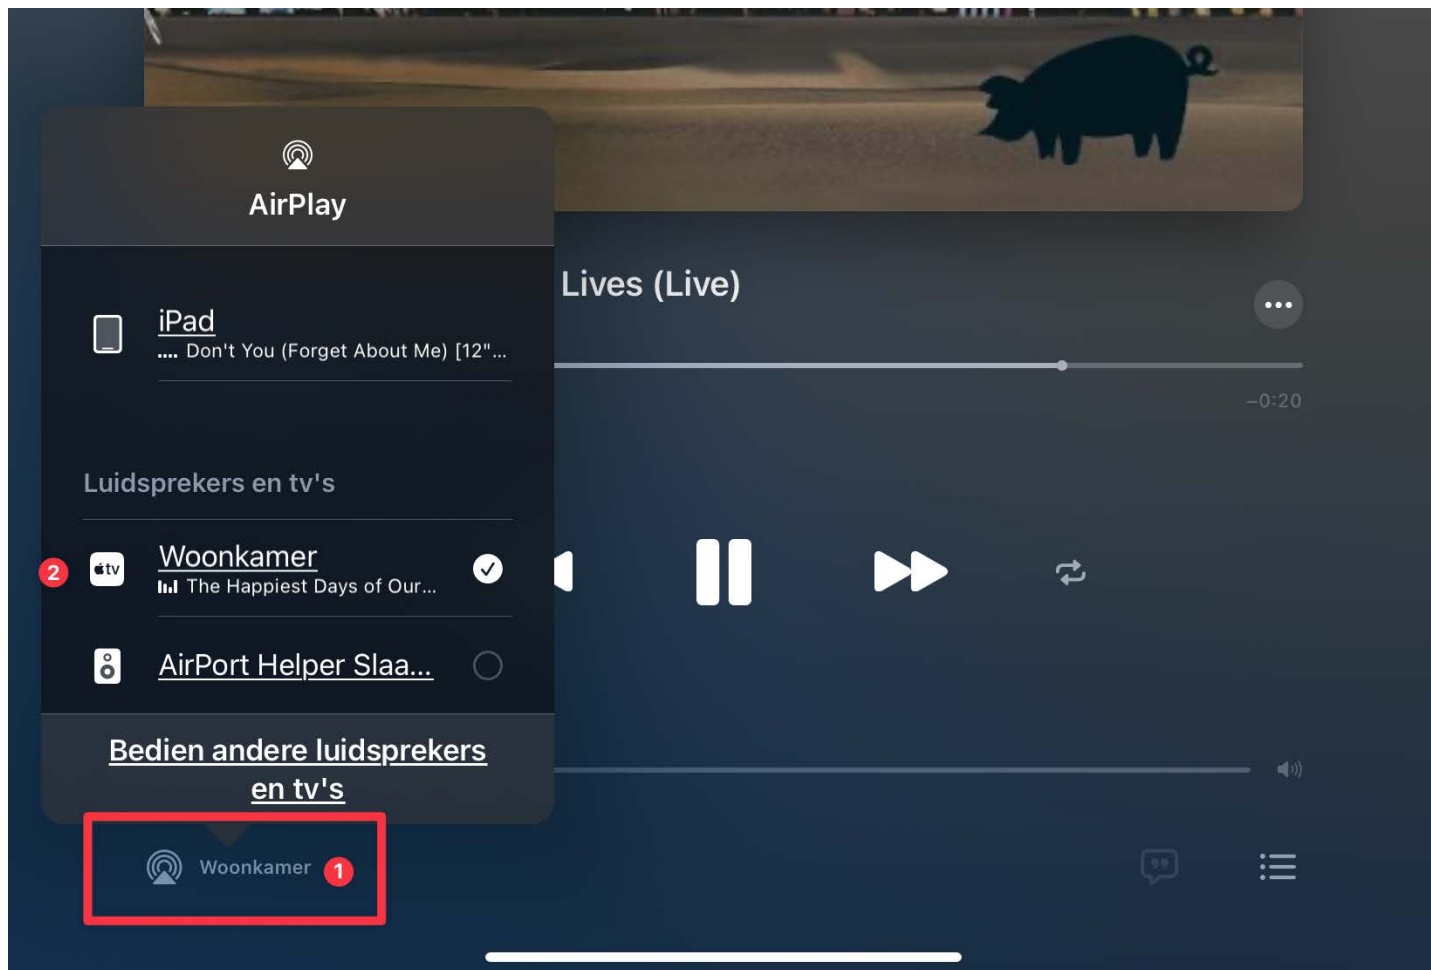 AirPlay
iPad
.... Don't You (Forget About Me) [12"...
Luidsprekers en tv's
2
tv
Woonkamer
The Happiest Days of Our...
AirPort Helper Slaa...
Bedien andere luidsprekers
en tv's
Woonkamer 1
Lives (Live)
–0:20